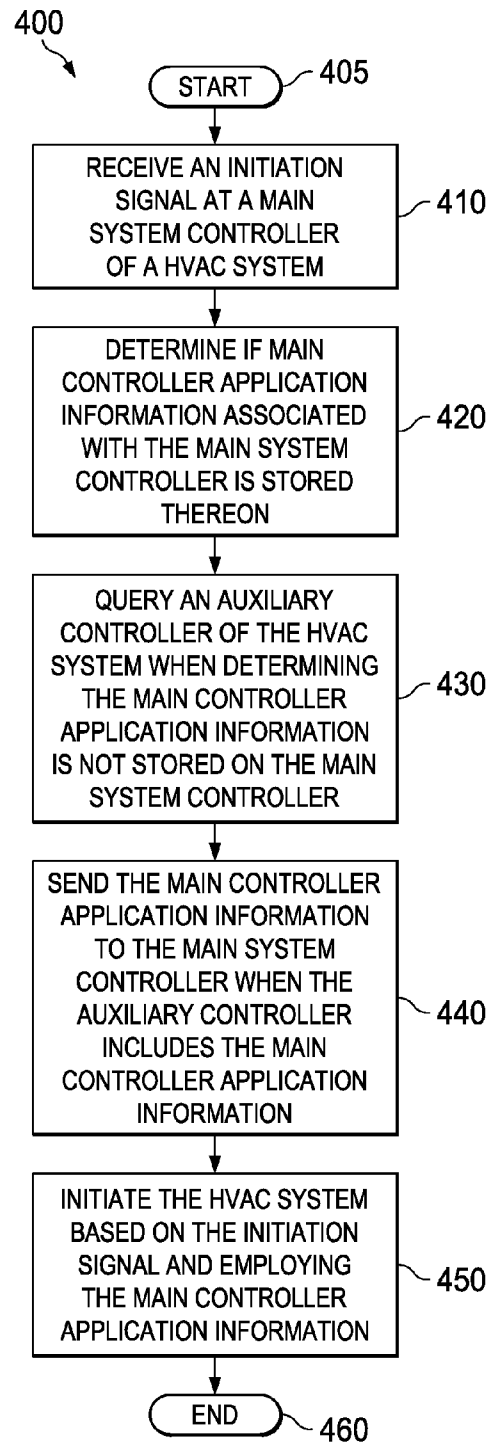 400
START
405
RECEIVE AN INITIATION
SIGNAL AT A MAIN
SYSTEM CONTROLLER
OF A HVAC SYSTEM
410
DETERMINE IF MAIN
CONTROLLER APPLICATION
INFORMATION ASSOCIATED
WITH THE MAIN SYSTEM
CONTROLLER IS STORED
THEREON
420
QUERY AN AUXILIARY
CONTROLLER OF THE HVAC
SYSTEM WHEN DETERMINING
THE MAIN CONTROLLER
APPLICATION INFORMATION
IS NOT STORED ON THE MAIN
SYSTEM CONTROLLER
430
SEND THE MAIN CONTROLLER
APPLICATION INFORMATION
TO THE MAIN SYSTEM
CONTROLLER WHEN THE
AUXILIARY CONTROLLER
INCLUDES THE MAIN
CONTROLLER APPLICATION
INFORMATION
440
INITIATE THE HVAC SYSTEM
BASED ON THE INITIATION
SIGNAL AND EMPLOYING
THE MAIN CONTROLLER
APPLICATION INFORMATION
450
END
460